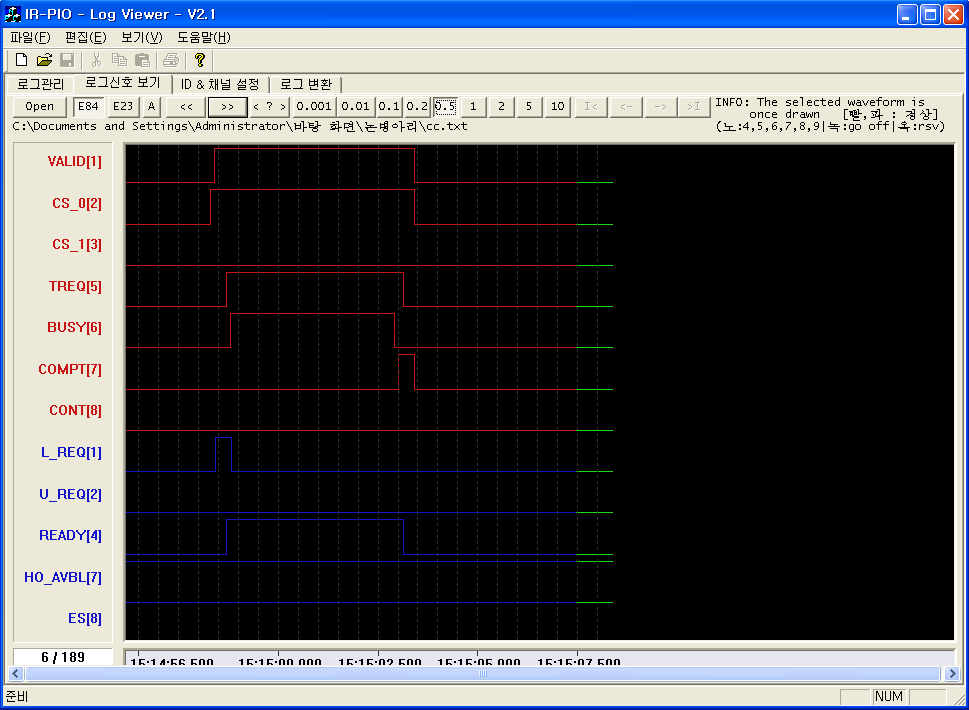 IR-PIO - Log Viewer - V2.1
파일(F) 편집(E) 보기(V) 도움말(H)
로그관리 로그신호 보기 ID & 채널 설정 로그 변환
Open E84 E23 A << >> < ? > 0.001 0.01 0.1 0.2 0.5 1 2 5 10 I< <- -> >I
INFO: The selected waveform is
once drawn [빨,파 : 정상]
(노:4,5,6,7,8,9|녹:go off|흑:rsv)
C:\Documents and Settings\Administrator\바탕 화면\논병아리\cc.txt
VALID[1]
CS_0[2]
CS_1[3]
TREQ[5]
BUSY[6]
COMPT[7]
CONT[8]
L_REQ[1]
U_REQ[2]
READY[4]
HO_AVBL[7]
ES[8]
6 / 189
15:14:56.500 15:15:00.000 15:15:02.500 15:15:05.000 15:15:07.500
준비 NUM